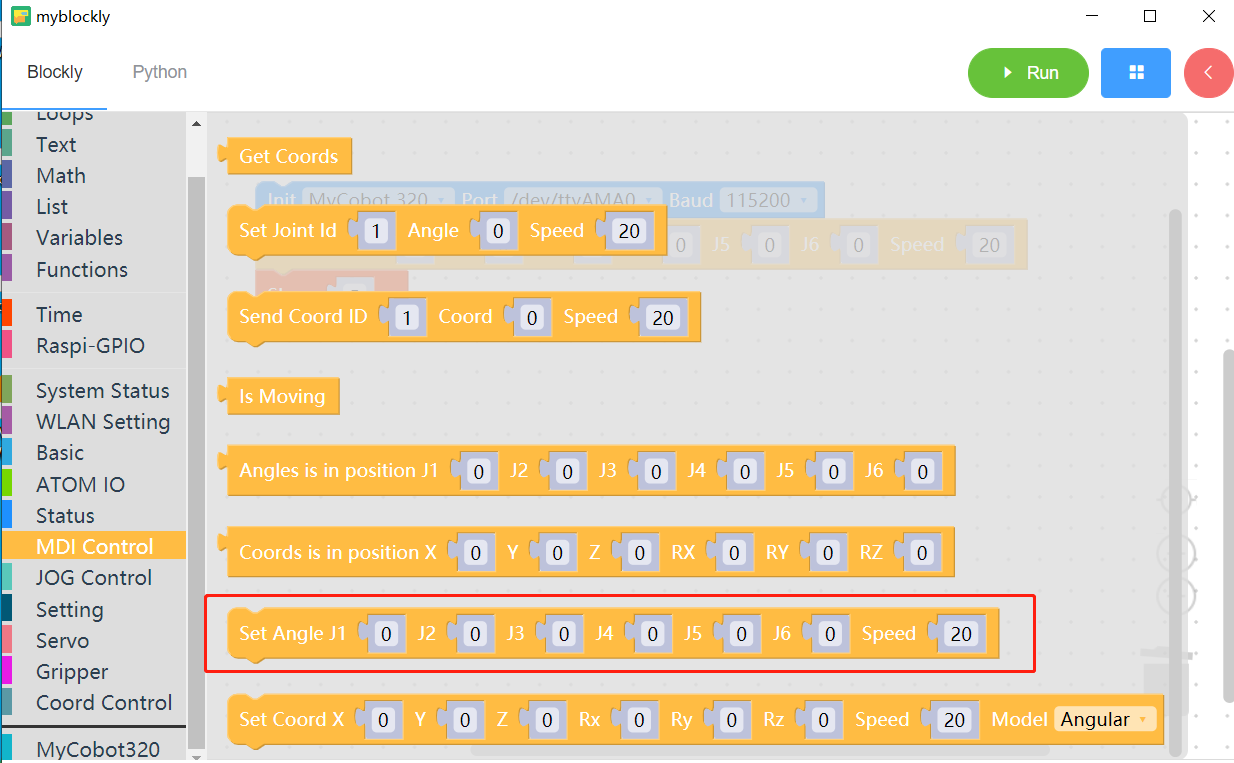 myblockly
Blockly Python
Run
Loops
Text
Math
List
Variables
Functions
Time
Raspi-GPIO
System Status
WLAN Setting
Basic
ATOM IO
Status
MDI Control
JOG Control
Setting
Servo
Gripper
Coord Control
MyCobot320
Get Coords
Init MyCobot 320 Port /dev/ttyAMA0 Baud 115200
Set Joint Id 1 Angle 0 Speed 20
0 J5 0 J6 0 Speed 20
Send Coord ID 1 Coord 0 Speed 20
Is Moving
Angles is in position J1 0 J2 0 J3 0 J4 0 J5 0 J6 0
Coords is in position X 0 Y 0 Z 0 RX 0 RY 0 RZ 0
Set Angle J1 0 J2 0 J3 0 J4 0 J5 0 J6 0 Speed 20
Set Coord X 0 Y 0 Z 0 Rx 0 Ry 0 Rz 0 Speed 20 Model Angular